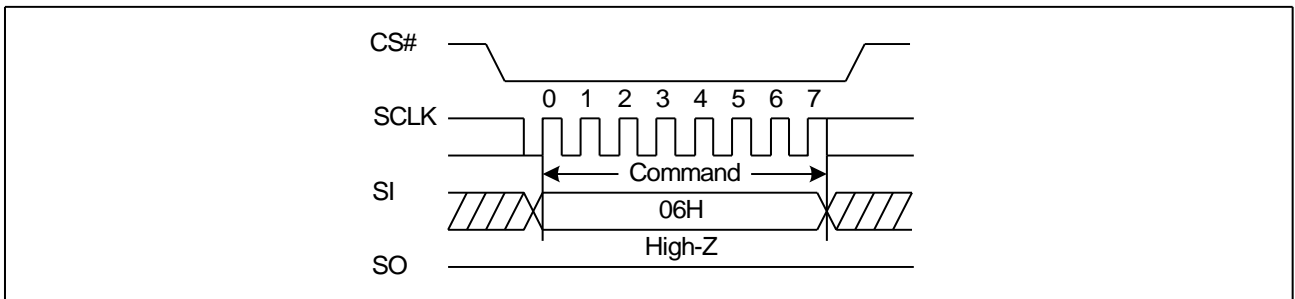 CS#
0 1 2 3 4 5 6 7
SCLK
Command
SI
06H
High-Z
SO